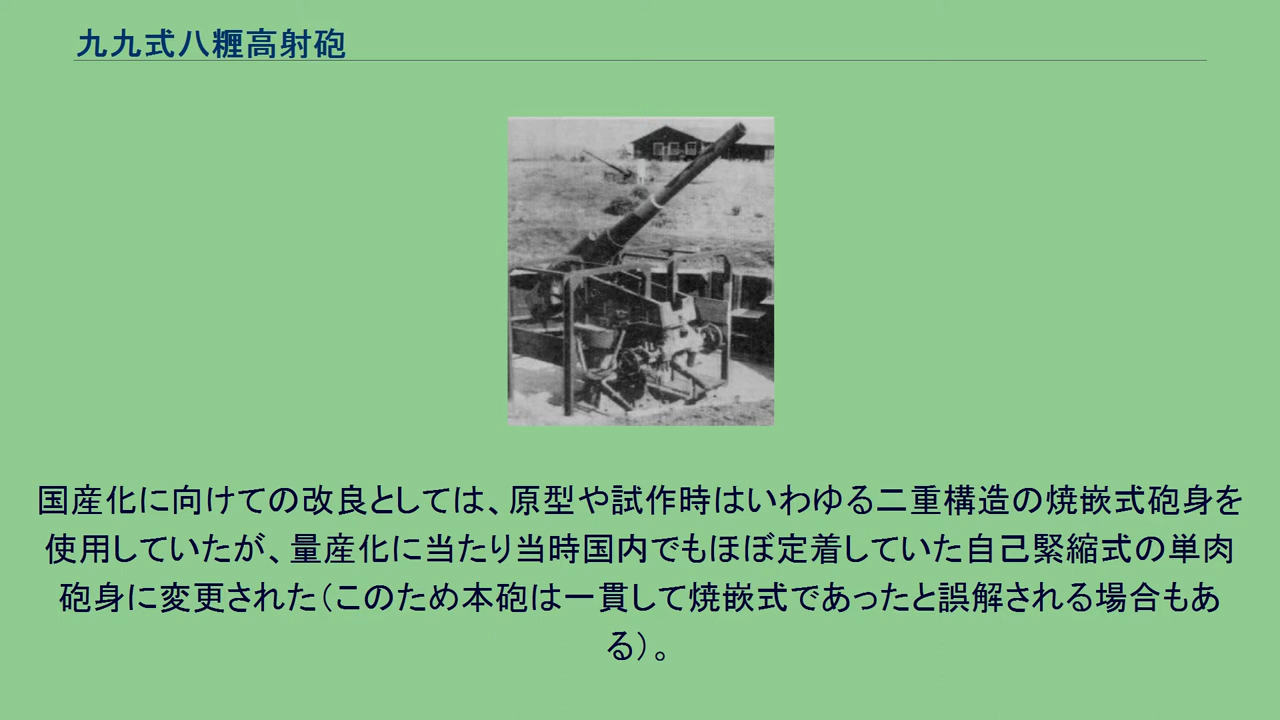 九九式八糎高射砲
国産化に向けての改良としては、原型や試作時はいわゆる二重構造の焼嵌式砲身を
使用していたが、量産化に当たり当時国内でもほぼ定着していた自己緊縮式の単肉
砲身に変更された（このため本砲は一貫して焼嵌式であったと誤解される場合もあ
る）。